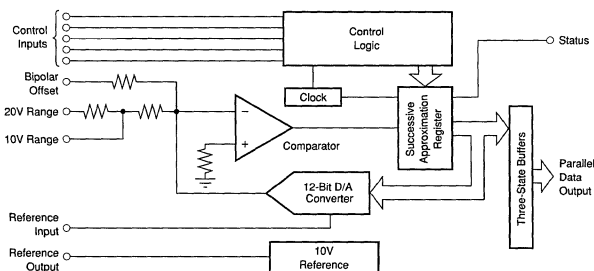 Control
Inputs
Control
Logic
Status
Bipolar
Offset
Clock
20V Range
10V Range
−
+
Comparator
Successive
Approximation
Register
Three-State Buffers
Parallel
Data
Output
12-Bit D/A
Converter
Reference
Input
Reference
Output
10V
Reference